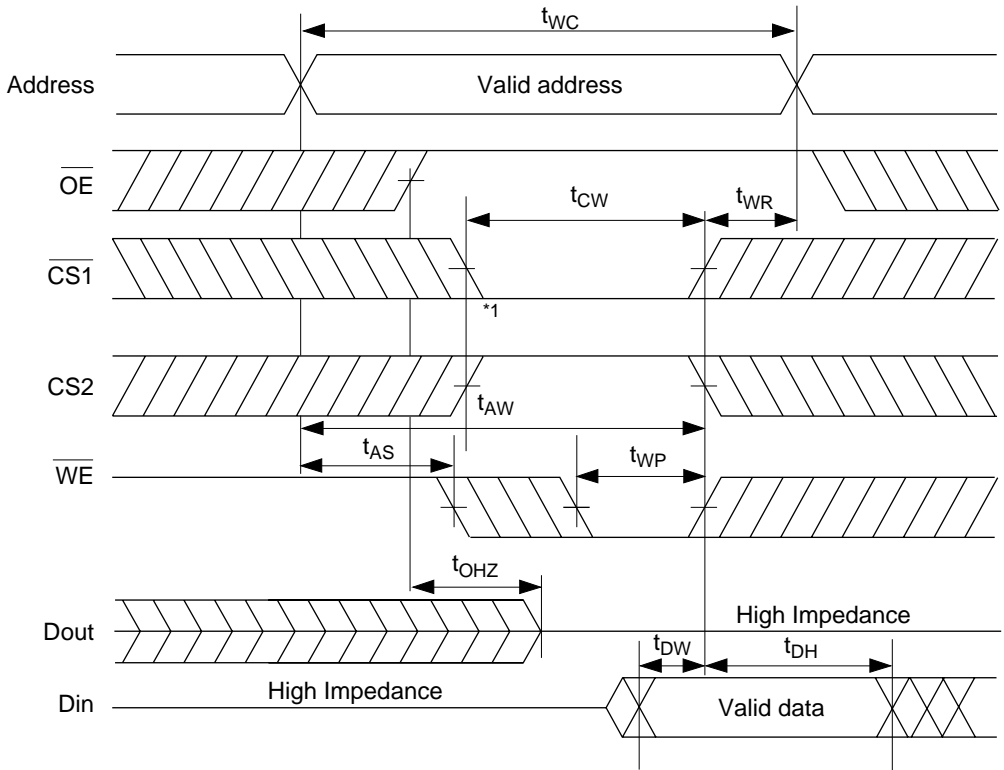 tWC
Address Valid address
OE
tCW tWR
CS1
*1
CS2
tAW
tAS tWP
WE
tOHZ
Dout High Impedance
tDW tDH
Din High Impedance Valid data